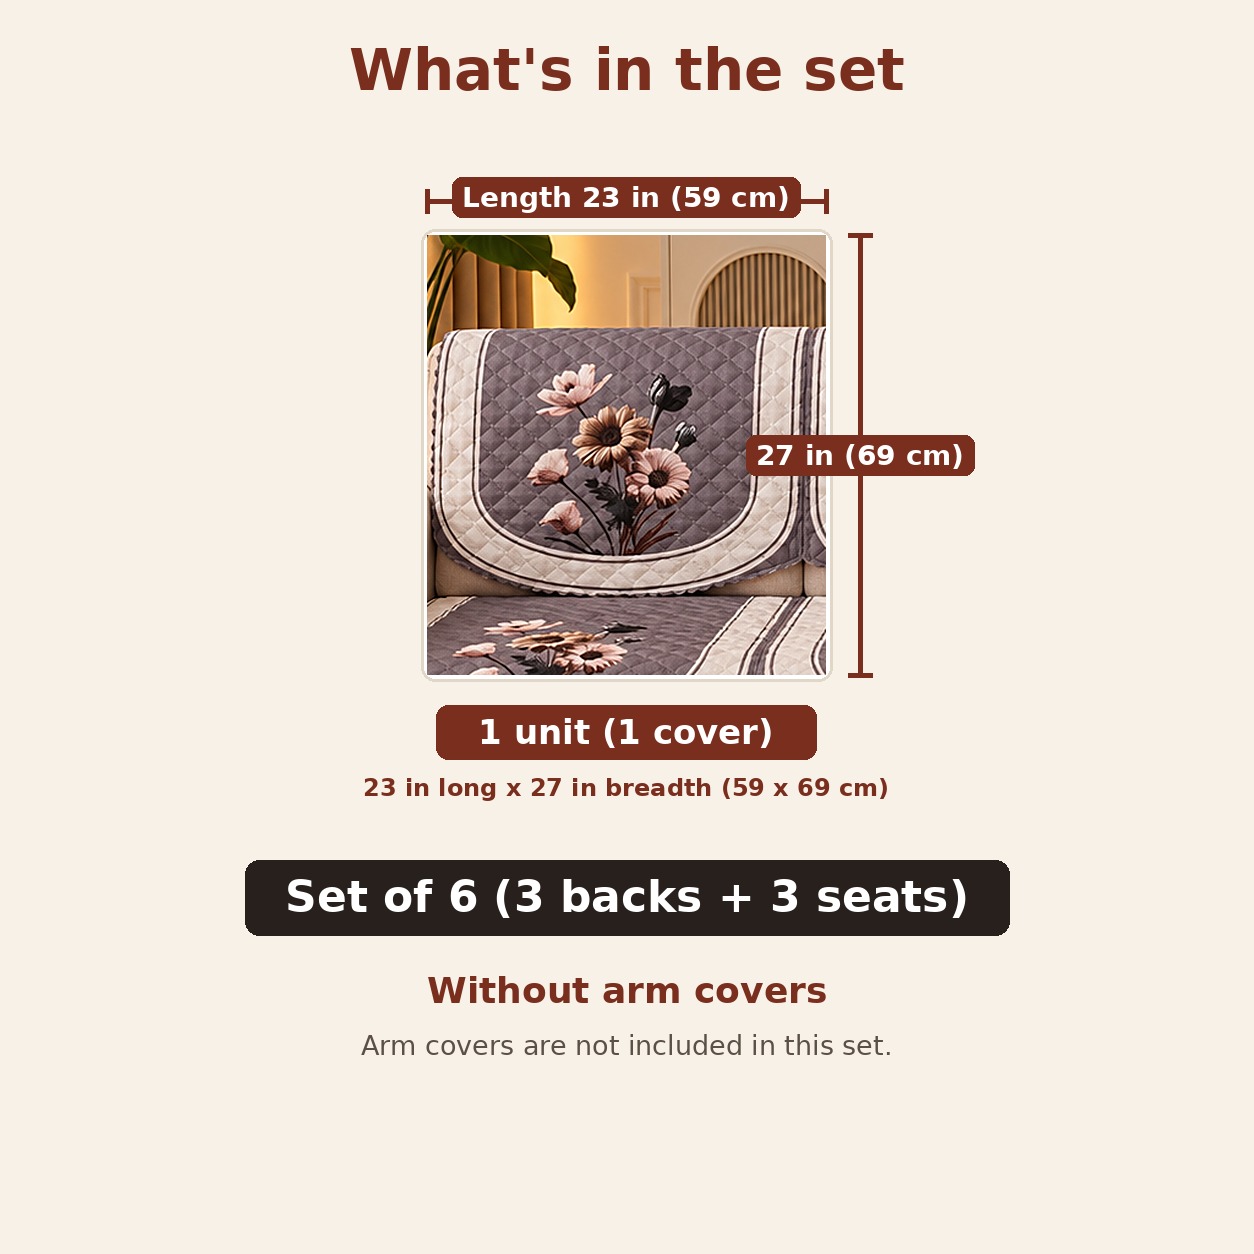 What's in the set
Length 23 in (59 cm)
27 in (69 cm)
1 unit (1 cover)
23 in long x 27 in breadth (59 x 69 cm)
Set of 6 (3 backs + 3 seats)
Without arm covers
Arm covers are not included in this set.